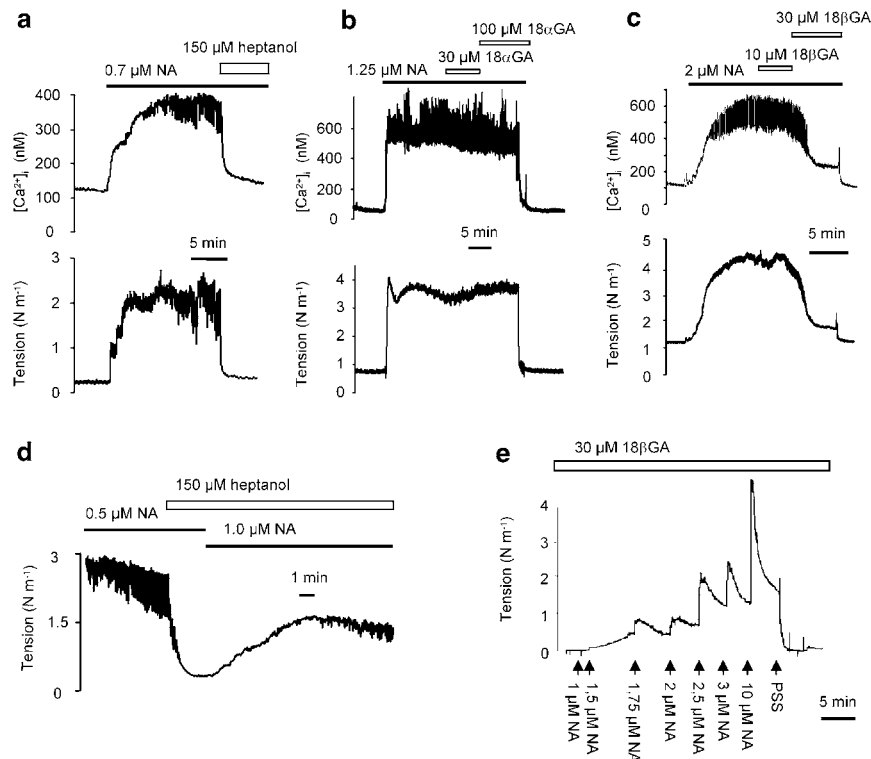 a
150 µM heptanol
0.7 µM NA
400
300
200
100
0
[Ca²⁺]ᵢ (nM)
5 min
3
2
1
0
Tension (N m⁻¹)
b
100 µM 18αGA
30 µM 18αGA
1.25 µM NA
600
400
200
0
[Ca²⁺]ᵢ (nM)
5 min
4
3
2
1
0
Tension (N m⁻¹)
c
30 µM 18βGA
10 µM 18βGA
2 µM NA
600
400
200
0
[Ca²⁺]ᵢ (nM)
5 min
5
4
3
2
1
0
Tension (N m⁻¹)
d
150 µM heptanol
0.5 µM NA
1.0 µM NA
3
1.5
0
Tension (N m⁻¹)
1 min
e
30 µM 18βGA
4
3
2
1
0
Tension (N m⁻¹)
1 µM NA
1,5 µM NA
1.75 µM NA
2 µM NA
2,5 µM NA
3 µM NA
10 µM NA
PSS
5 min